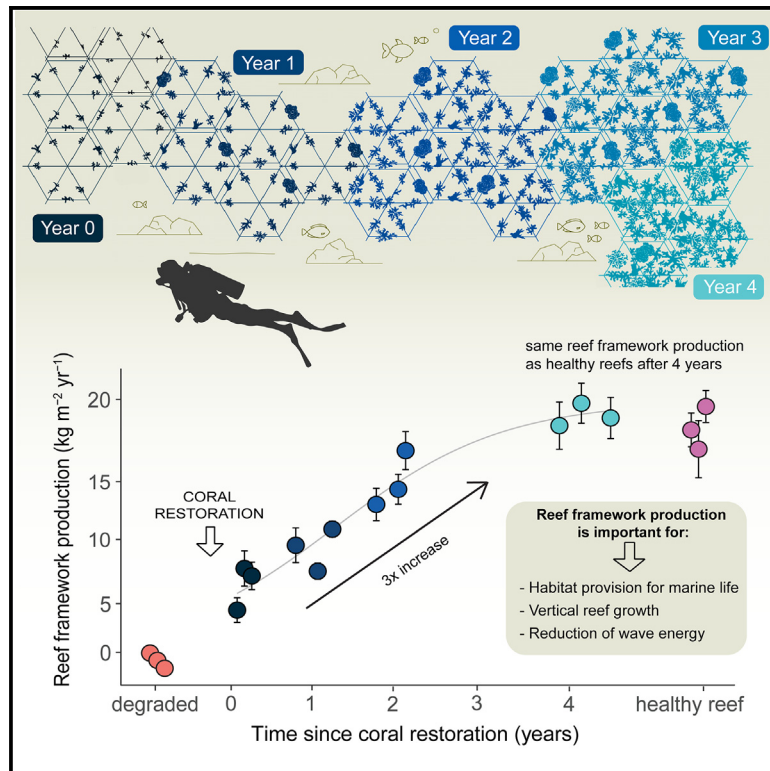 Year 0
Year 1
Year 2
Year 3
Year 4
same reef framework production
as healthy reefs after 4 years
Reef framework production (kg m⁻² yr⁻¹)
20
15
10
5
0
CORAL
RESTORATION
3x increase
Reef framework production
is important for:
- Habitat provision for marine life
- Vertical reef growth
- Reduction of wave energy
degraded
0
1
2
3
4
healthy reef
Time since coral restoration (years)